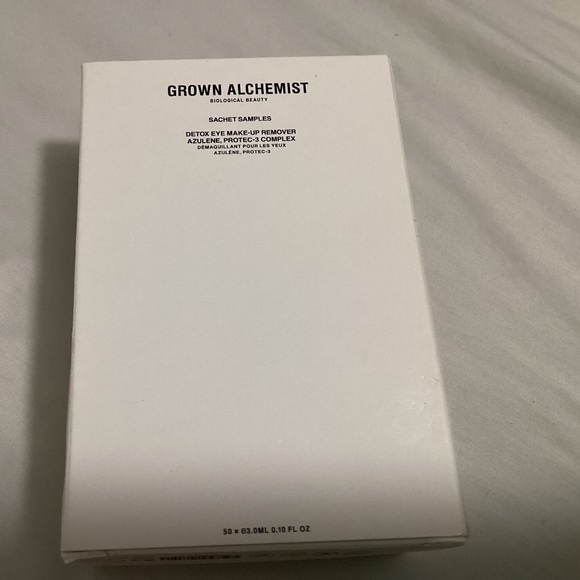 GROWN ALCHEMIST
BIOLOGICAL BEAUTY
SACHET SAMPLES
DETOX EYE MAKE-UP REMOVER
AZULENE, PROTEC-3 COMPLEX
DÉMAQUILLANT POUR LES YEUX
AZULÈNE, PROTEC-3
50 × ℮3.0ML 0.10 FL OZ